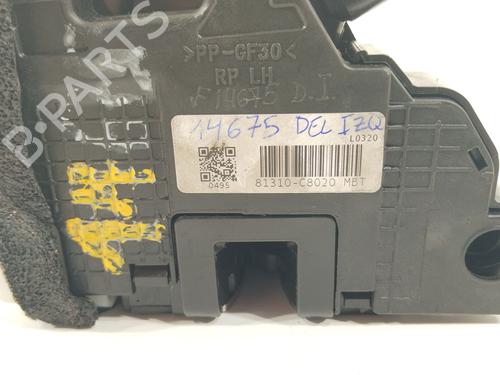 >PP-GF30<
RP LH
F14675 D.I.
14675 DEL IZQ
L0320
0495
81310-C8020 MBT
B-PARTS